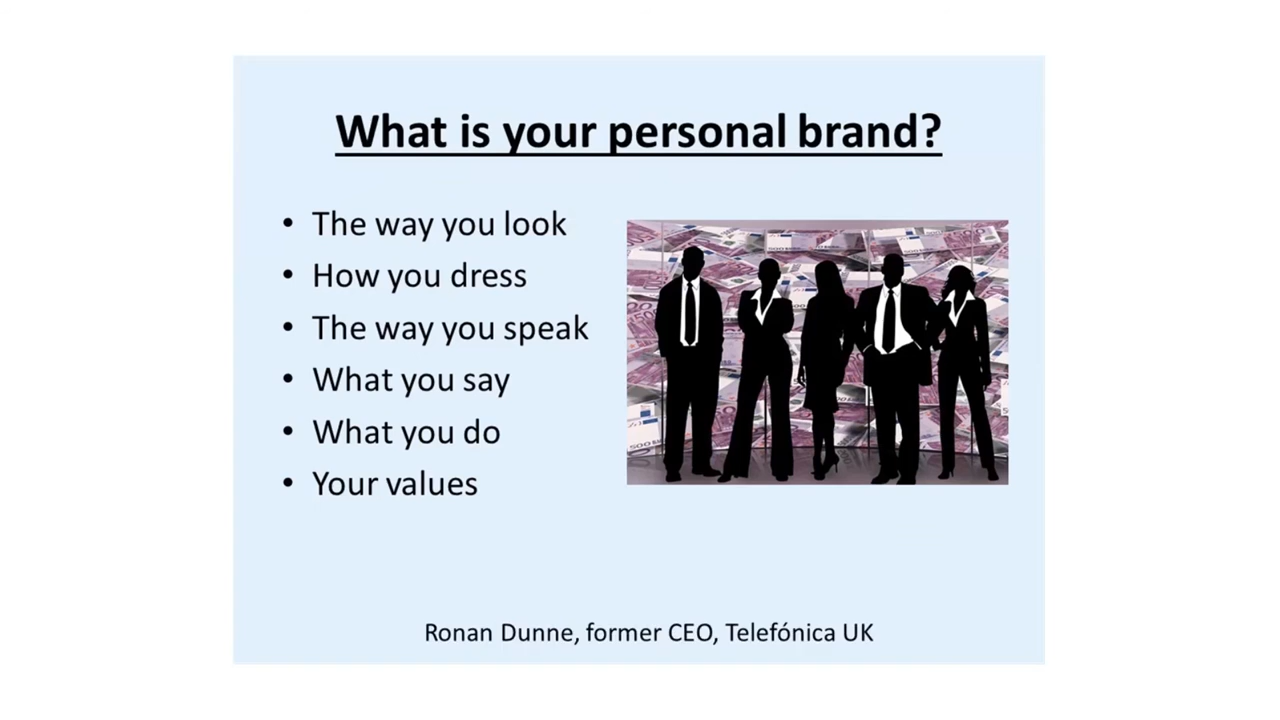 What is your personal brand?
• The way you look
• How you dress
• The way you speak
• What you say
• What you do
• Your values
Ronan Dunne, former CEO, Telefónica UK